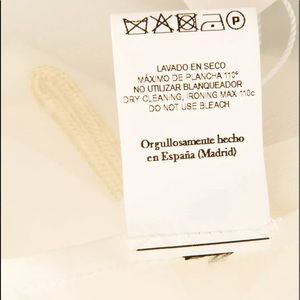 P
LAVADO EN SECO
MÁXIMO DE PLANCHA 110º
NO UTILIZAR BLANQUEADOR
DRY CLEANING, IRONING MAX 110c
DO NOT USE BLEACH
Orgullosamente hecho
en España (Madrid)